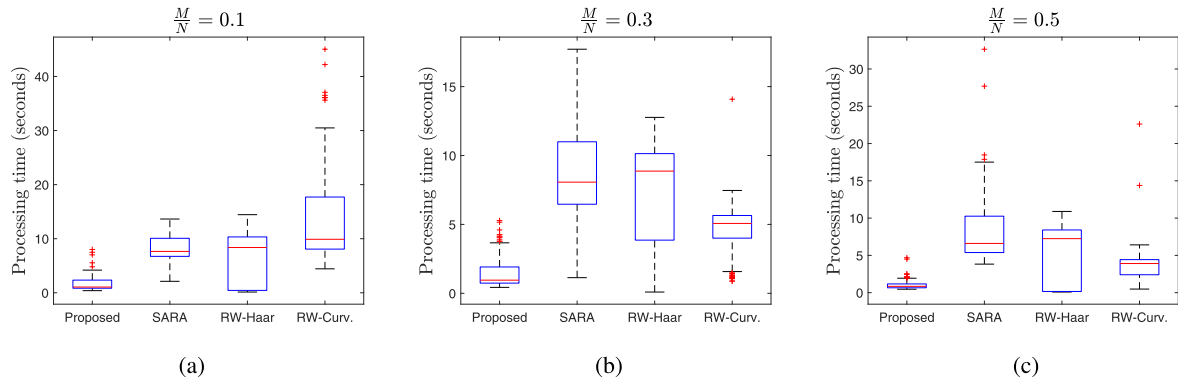 M/N = 0.1
Processing time (seconds)
40
30
20
10
0
Proposed SARA RW-Haar RW-Curv.
(a)
M/N = 0.3
Processing time (seconds)
15
10
5
0
Proposed SARA RW-Haar RW-Curv.
(b)
M/N = 0.5
Processing time (seconds)
30
25
20
15
10
5
0
Proposed SARA RW-Haar RW-Curv.
(c)